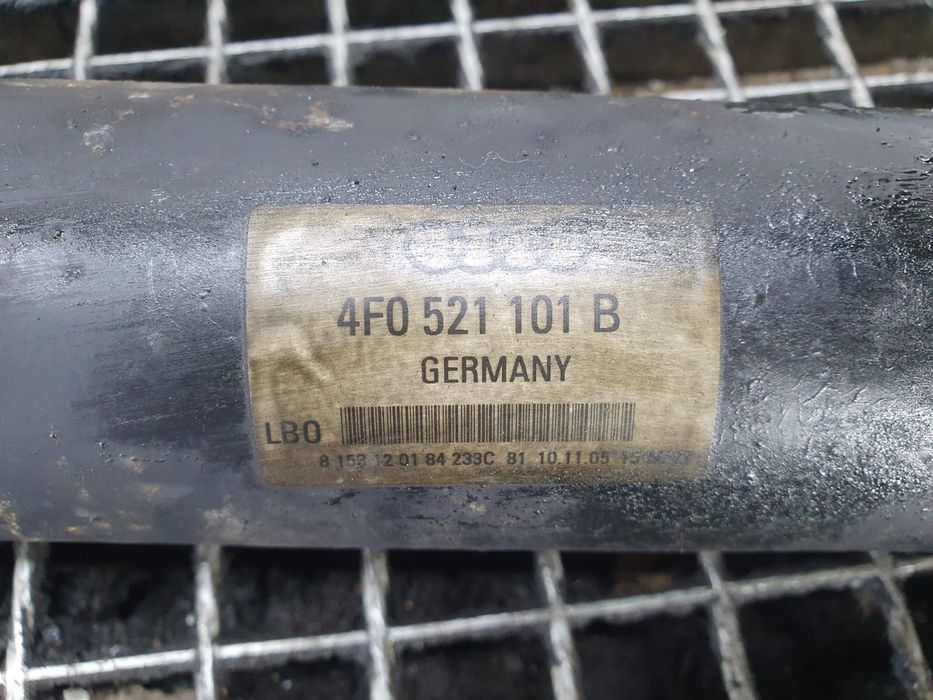 4F0 521 101 B
GERMANY
LBO
8 153 12 01 84 233C 81 10.11.05